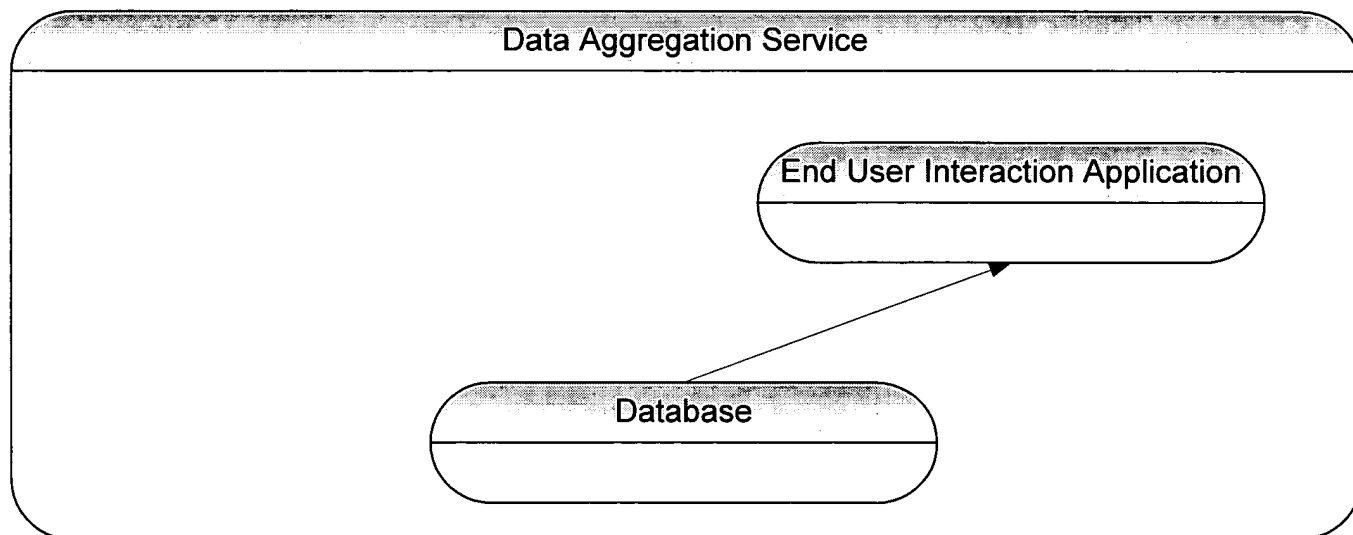 Data Aggregation Service
End User Interaction Application
Database